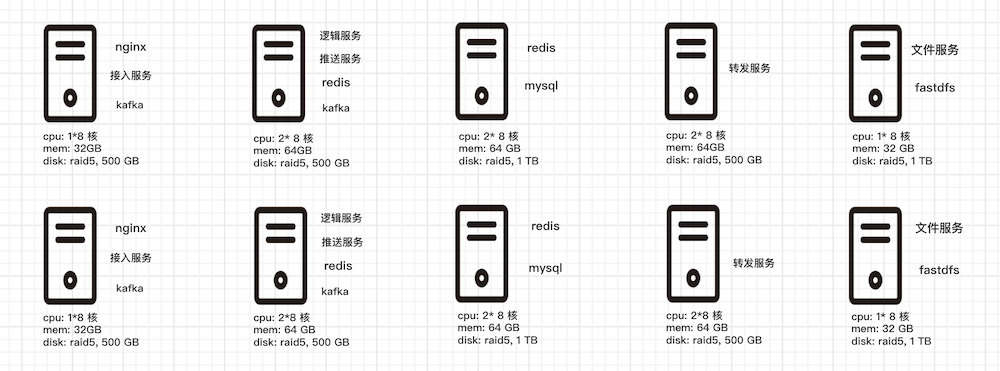 nginx
接入服务
kafka
cpu: 1*8 核
mem: 32GB
disk: raid5, 500 GB
逻辑服务
推送服务
redis
kafka
cpu: 2* 8 核
mem: 64GB
disk: raid5, 500 GB
redis
mysql
cpu: 2* 8 核
mem: 64 GB
disk: raid5, 1 TB
转发服务
cpu: 2* 8 核
mem: 64GB
disk: raid5, 500 GB
文件服务
fastdfs
cpu: 1* 8 核
mem: 32 GB
disk: raid5, 1 TB
nginx
接入服务
kafka
cpu: 1*8 核
mem: 32GB
disk: raid5, 500 GB
逻辑服务
推送服务
redis
kafka
cpu: 2*8 核
mem: 64 GB
disk: raid5, 500 GB
redis
mysql
cpu: 2* 8 核
mem: 64 GB
disk: raid5, 1 TB
转发服务
cpu: 2*8 核
mem: 64 GB
disk: raid5, 500 GB
文件服务
fastdfs
cpu: 1* 8 核
mem: 32 GB
disk: raid5, 1 TB